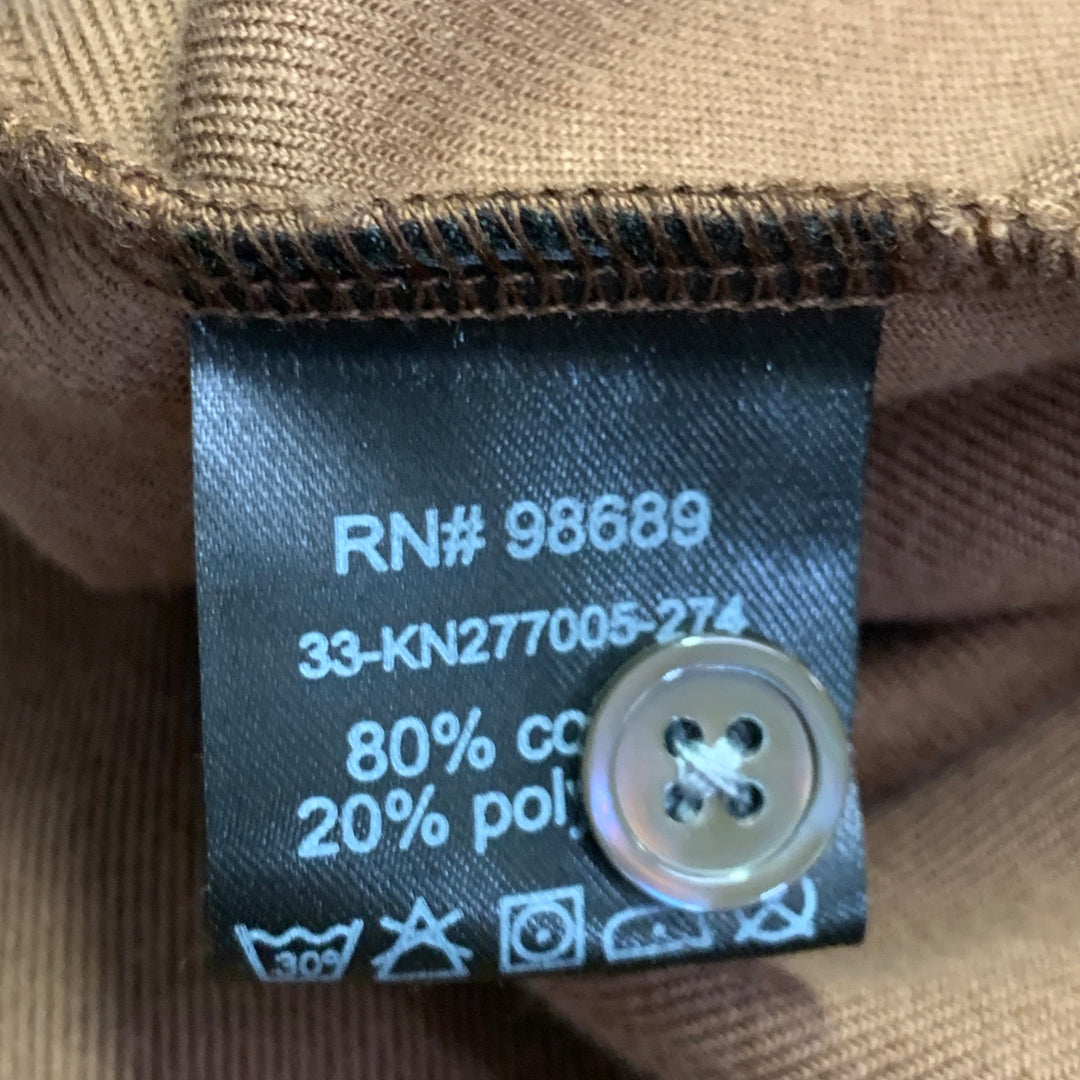 RN# 98689
33-KN277005-274
80% co
20% poly
30°